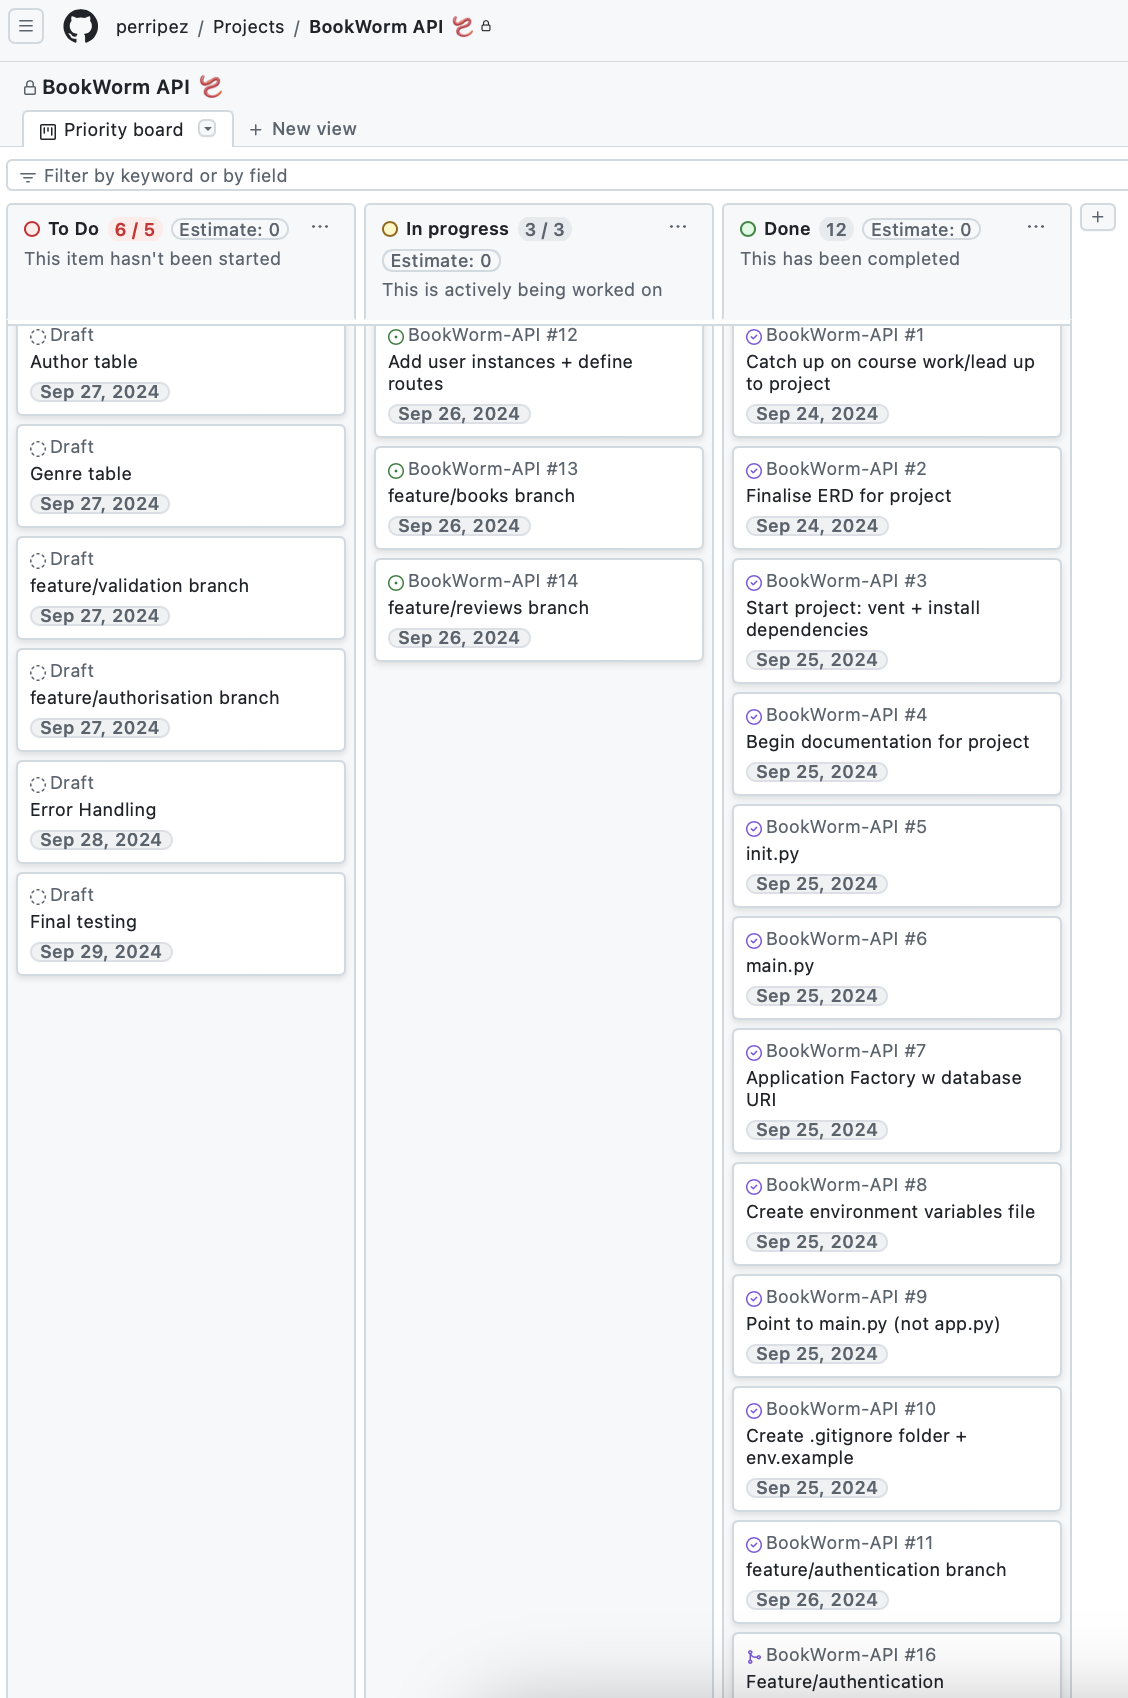 perripez / Projects / BookWorm API
BookWorm API
Priority board
+ New view
Filter by keyword or by field
To Do 6 / 5 Estimate: 0 ...
This item hasn't been started
Draft
Author table
Sep 27, 2024
Draft
Genre table
Sep 27, 2024
Draft
feature/validation branch
Sep 27, 2024
Draft
feature/authorisation branch
Sep 27, 2024
Draft
Error Handling
Sep 28, 2024
Draft
Final testing
Sep 29, 2024
In progress 3 / 3 ...
Estimate: 0
This is actively being worked on
BookWorm-API #12
Add user instances + define
routes
Sep 26, 2024
BookWorm-API #13
feature/books branch
Sep 26, 2024
BookWorm-API #14
feature/reviews branch
Sep 26, 2024
Done 12 Estimate: 0 ...
This has been completed
BookWorm-API #1
Catch up on course work/lead up
to project
Sep 24, 2024
BookWorm-API #2
Finalise ERD for project
Sep 24, 2024
BookWorm-API #3
Start project: vent + install
dependencies
Sep 25, 2024
BookWorm-API #4
Begin documentation for project
Sep 25, 2024
BookWorm-API #5
init.py
Sep 25, 2024
BookWorm-API #6
main.py
Sep 25, 2024
BookWorm-API #7
Application Factory w database
URI
Sep 25, 2024
BookWorm-API #8
Create environment variables file
Sep 25, 2024
BookWorm-API #9
Point to main.py (not app.py)
Sep 25, 2024
BookWorm-API #10
Create .gitignore folder +
env.example
Sep 25, 2024
BookWorm-API #11
feature/authentication branch
Sep 26, 2024
BookWorm-API #16
Feature/authentication
+